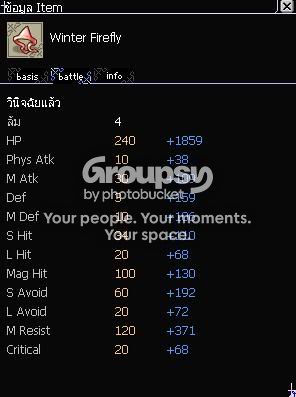 ข้อมูล Item
Winter Firefly
basis battle info
วินิจฉัยแล้ว
ล้ม 4
HP 240 +1859
Phys Atk 10 +38
M Atk 30
Groupsy
by photobucket
Def +159
M Def
Your people. Your moments.
Your space.
S Hit
L Hit 20 +68
Mag Hit 100 +130
S Avoid 60 +192
L Avoid 20 +72
M Resist 120 +371
Critical 20 +68